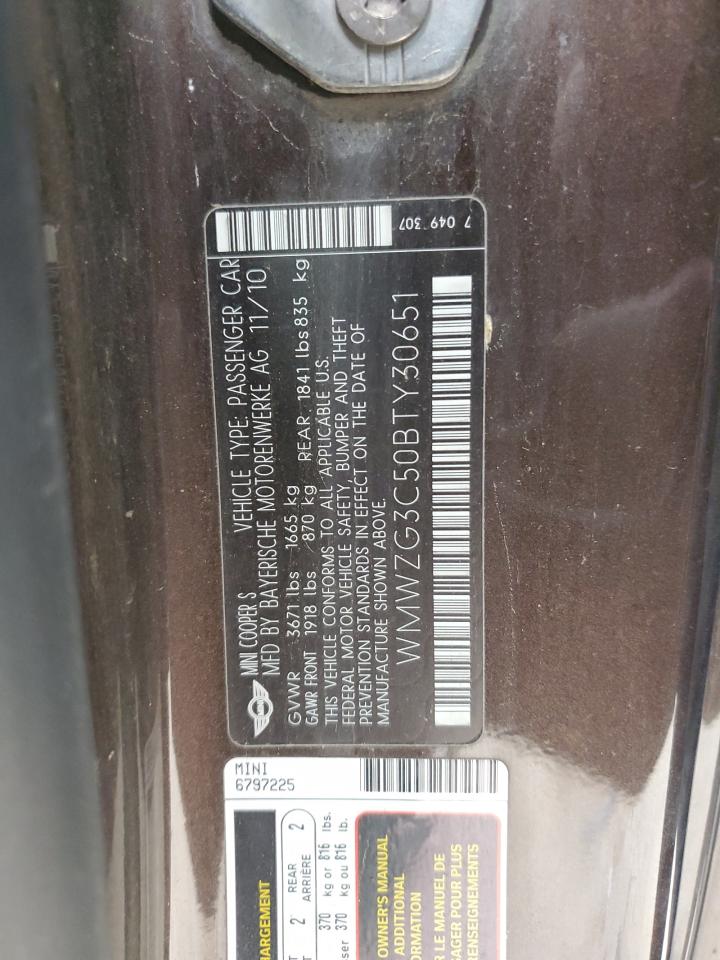 MINI COOPER S VEHICLE TYPE: PASSENGER CAR
MFD BY BAYERISCHE MOTORENWERKE AG 11/10
GVWR 3671 lbs 1665 kg
GAWR FRONT 1918 lbs / 870 kg REAR 1841 lbs 835 kg
THIS VEHICLE CONFORMS TO ALL APPLICABLE U.S.
FEDERAL MOTOR VEHICLE SAFETY, BUMPER AND THEFT
PREVENTION STANDARDS IN EFFECT ON THE DATE OF
MANUFACTURE SHOWN ABOVE.
WMWZG3C50BTY30651
7 049 307
MINI
6797225
2 REAR 2
ARRIÈRE
370 kg or 816 lbs.
370 kg ou 816 lb.
OWNER'S MANUAL
ADDITIONAL
LE MANUEL DE
POUR PLUS